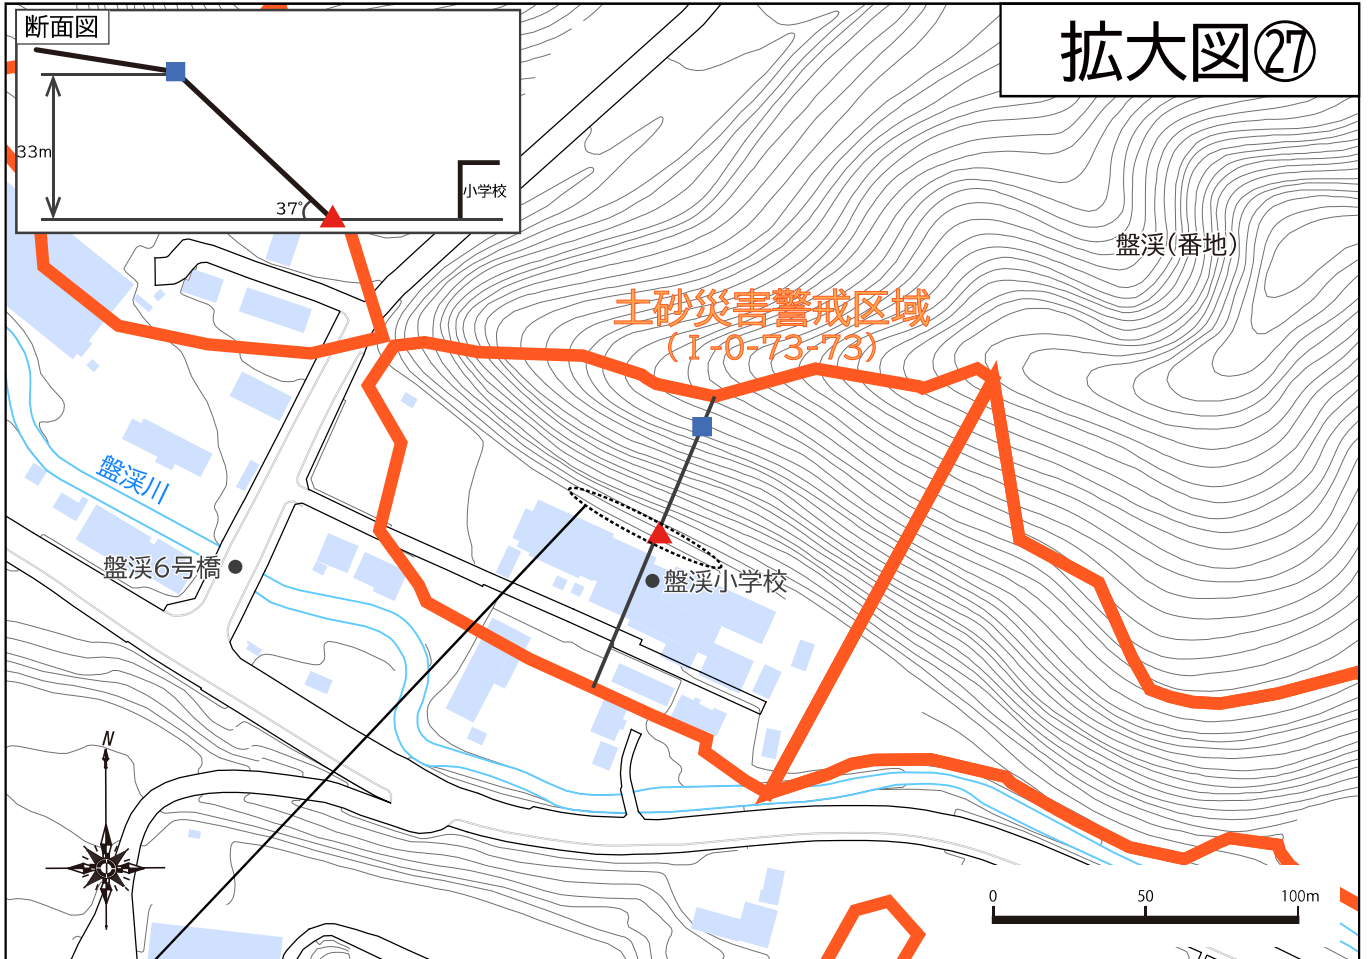 断面図
拡大図㉗
33m
37°
小学校
盤渓(番地)
土砂災害警戒区域
(Ⅰ-0-73-73)
盤渓川
盤渓6号橋
盤渓小学校
N
0 50 100m